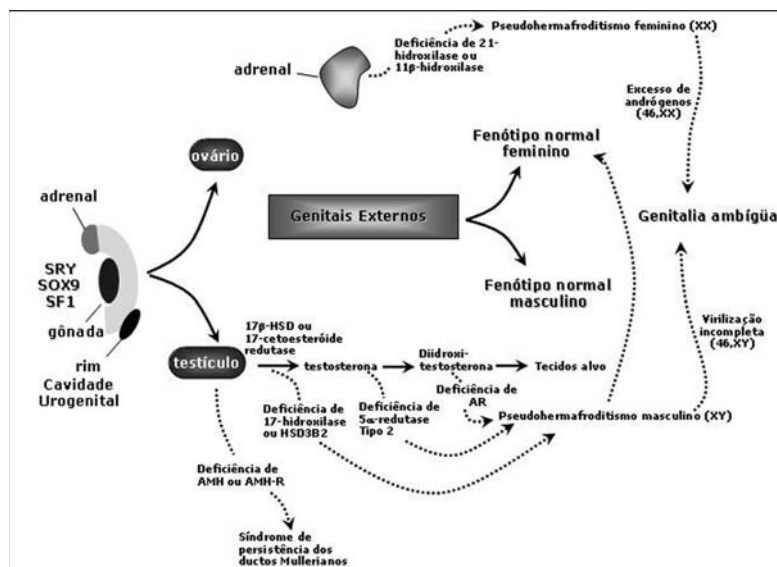 Pseudohermafroditismo feminino (XX)
Deficiência de 21-
hidroxilase ou
11β-hidroxilase
adrenal
Excesso de
andrógenos
(46,XX)
ovário
Fenótipo normal
feminino
adrenal
Genitais Externos
Genitalia ambígüa
SRY
SOX9
SF1
gônada
Fenótipo normal
masculino
rim
Cavidade
Urogenital
Virilização
incompleta
(46,XY)
17β-HSD ou
17-cetoesteróide
redutase
testículo
testosterona
Diidroxi-
testosterona
Tecidos alvo
Deficiência de
AR
Deficiência de
17-hidroxilase
ou HSD3B2
Deficiência de
5α-redutase
Tipo 2
Pseudohermafroditismo masculino (XY)
Deficiência de
AMH ou AMH-R
Síndrome de
persistência dos
ductos Mullerianos